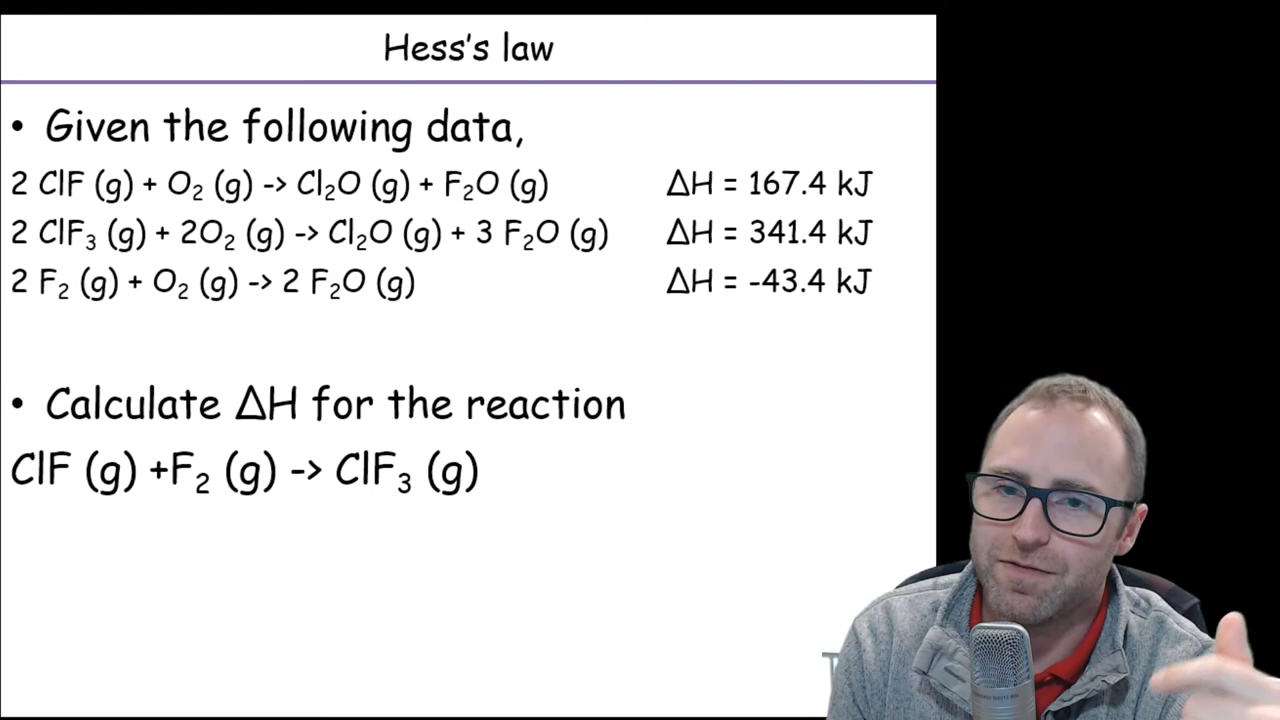 Hess's law
• Given the following data,
2 ClF (g) + O₂ (g) -> Cl₂O (g) + F₂O (g) ΔH = 167.4 kJ
2 ClF₃ (g) + 2O₂ (g) -> Cl₂O (g) + 3 F₂O (g) ΔH = 341.4 kJ
2 F₂ (g) + O₂ (g) -> 2 F₂O (g) ΔH = -43.4 kJ
• Calculate ΔH for the reaction
ClF (g) +F₂ (g) -> ClF₃ (g)